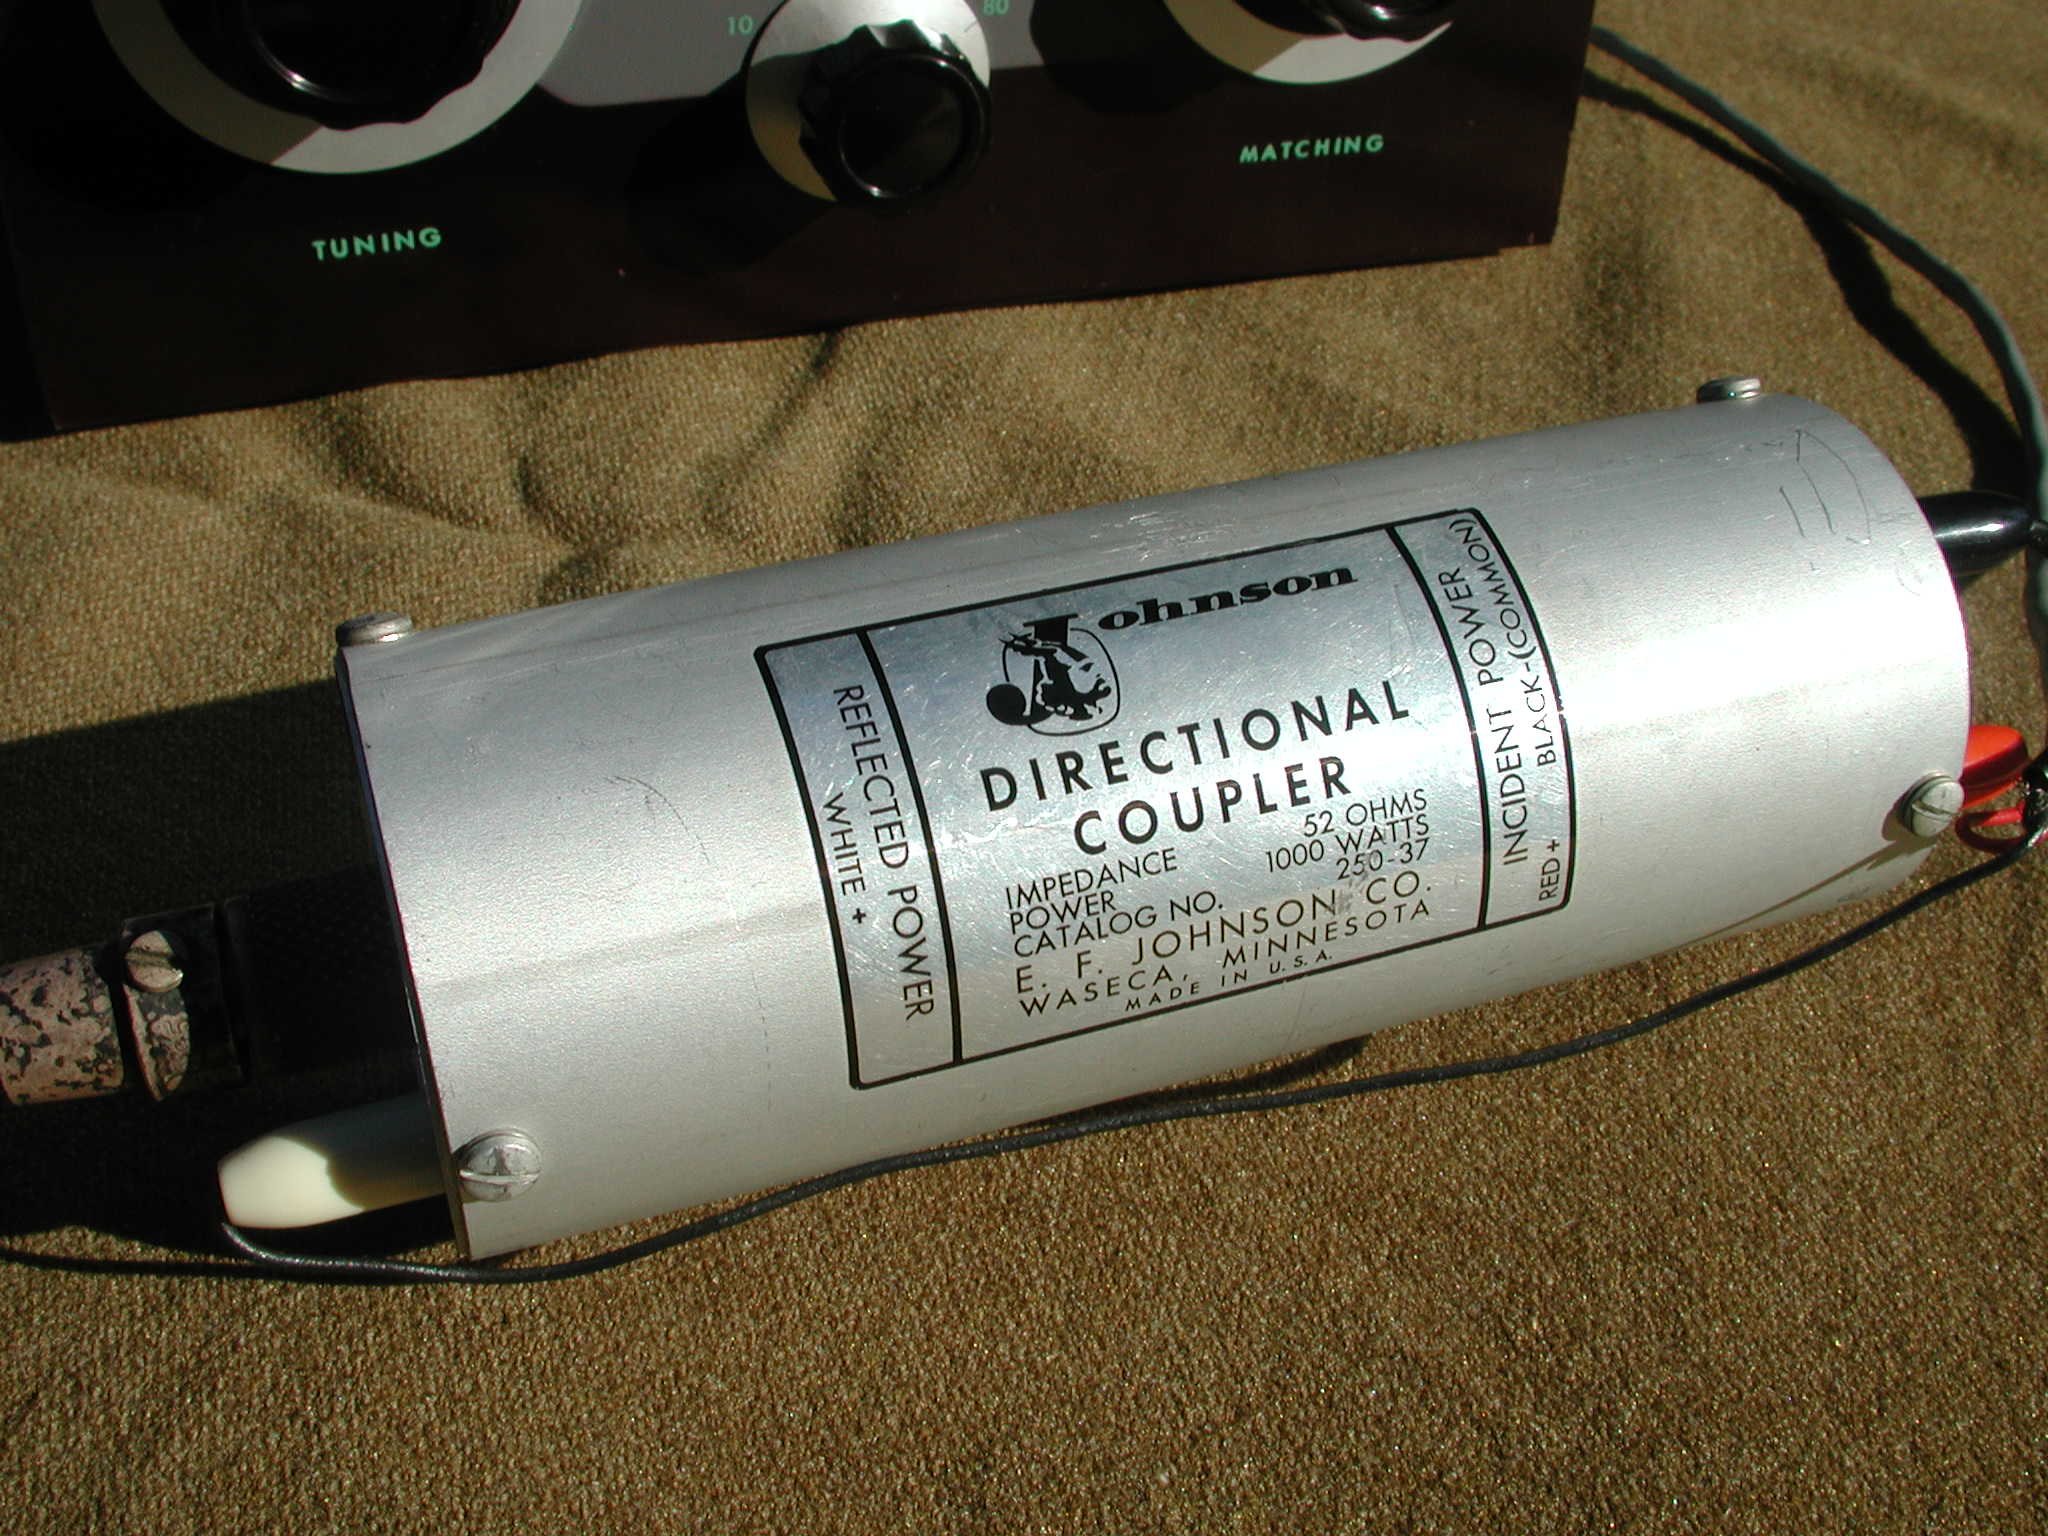 10
80
MATCHING
TUNING
Johnson
DIRECTIONAL
COUPLER
IMPEDANCE 52 OHMS
POWER 1000 WATTS
CATALOG NO. 250-37
E. F. JOHNSON CO.
WASECA, MINNESOTA
MADE IN U.S.A.
REFLECTED POWER
WHITE +
INCIDENT POWER
RED+ BLACK-(COMMON)